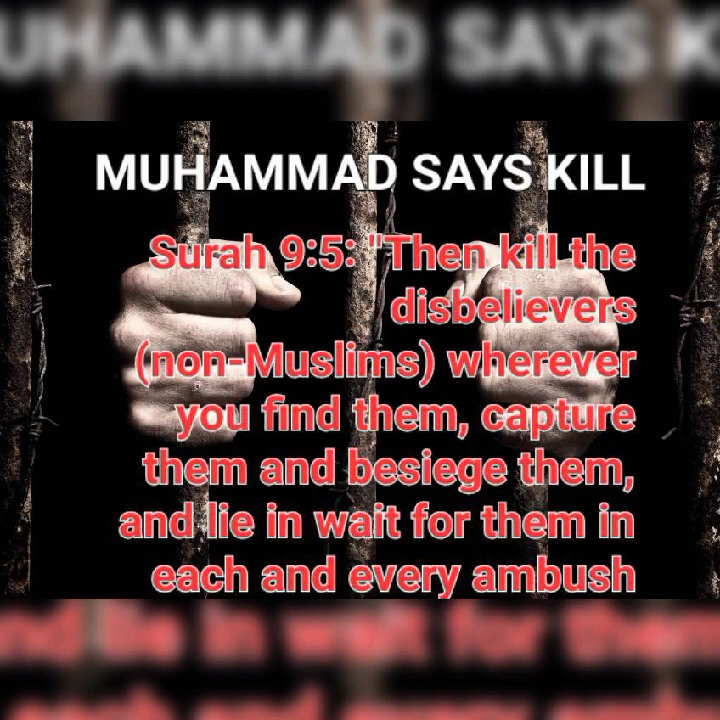 MUHAMMAD SAYS KILL
Surah 9:5: "Then kill the
disbelievers
(non-Muslims) wherever
you find them, capture
them and besiege them,
and lie in wait for them in
each and every ambush